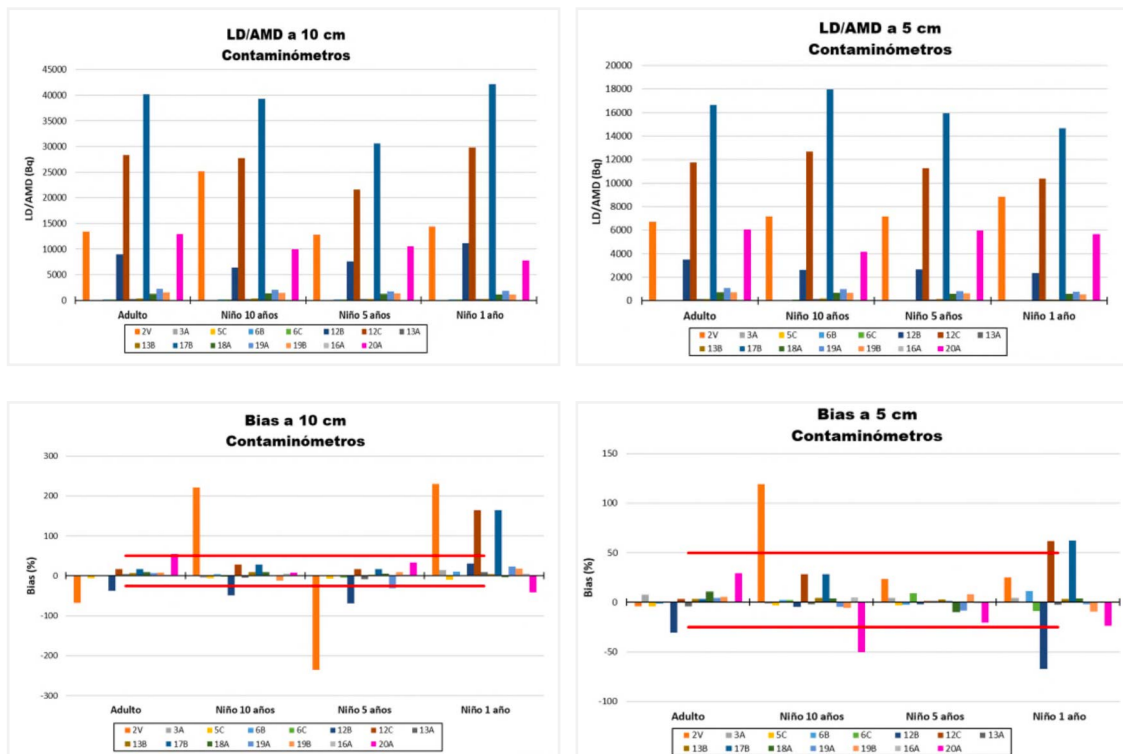 LD/AMD a 10 cm
Contaminómetros
LD/AMD (Bq)
45000
40000
35000
30000
25000
20000
15000
10000
5000
0
Adulto Niño 10 años Niño 5 años Niño 1 año
2V 3A 5C 6B 6C 12B 12C 13A
13B 17B 18A 19A 19B 16A 20A
LD/AMD a 5 cm
Contaminómetros
LD/AMD (Bq)
20000
18000
16000
14000
12000
10000
8000
6000
4000
2000
0
Adulto Niño 10 años Niño 5 años Niño 1 año
2V 3A 5C 6B 6C 12B 12C 13A
13B 17B 18A 19A 19B 16A 20A
Bias a 10 cm
Contaminómetros
Bias (%)
300
200
100
0
-100
-200
-300
Adulto Niño 10 años Niño 5 años Niño 1 año
2V 3A 5C 6B 6C 12B 12C 13A
13B 17B 18A 19A 19B 16A 20A
Bias a 5 cm
Contaminómetros
Bias (%)
150
100
50
0
-50
-100
Adulto Niño 10 años Niño 5 años Niño 1 año
2V 3A 5C 6B 6C 12B 12C 13A
13B 17B 18A 19A 19B 16A 20A